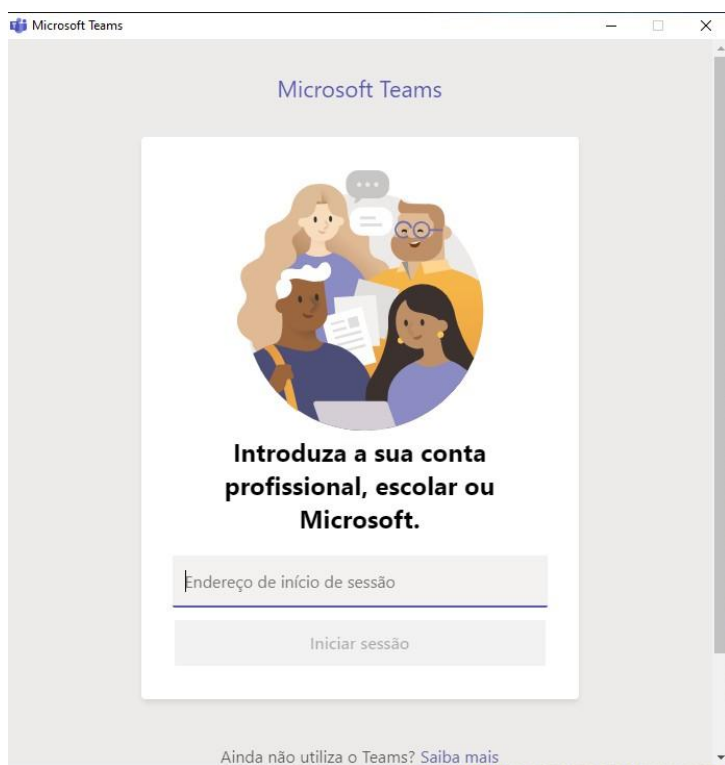 Microsoft Teams
Microsoft Teams
Introduza a sua conta
profissional, escolar ou
Microsoft.
Endereço de início de sessão
Iniciar sessão
Ainda não utiliza o Teams? Saiba mais